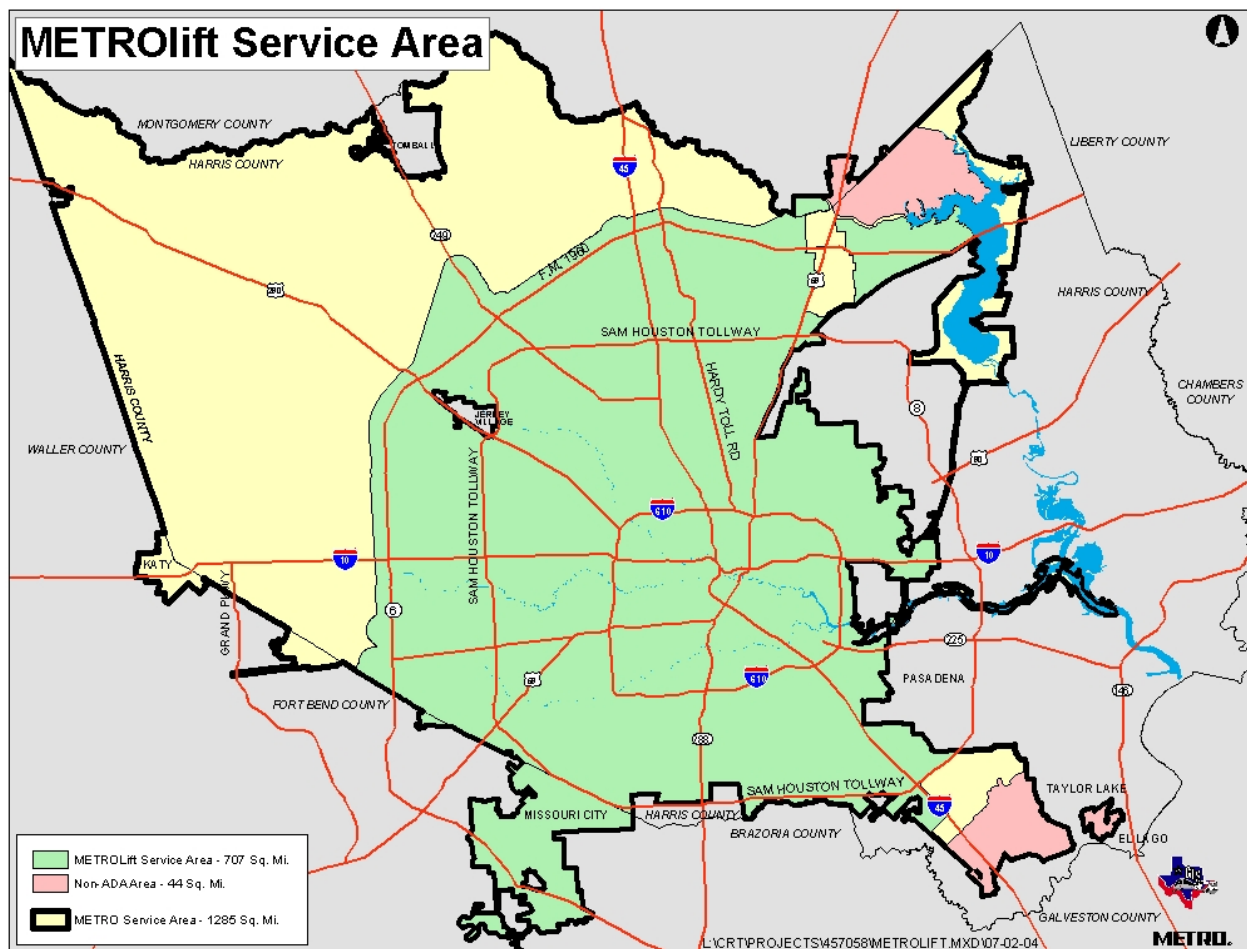 METROlift Service Area
MONTGOMERY COUNTY
HARRIS COUNTY
TOMBALL
LIBERTY COUNTY
45
249
F.M. 1960
69
290
HARRIS COUNTY
SAM HOUSTON TOLLWAY
HARRIS COUNTY
HARDY TOLL RD
CHAMBERS
COUNTY
JERSEY
VILLAGE
8
WALLER COUNTY
90
SAM HOUSTON TOLLWAY
610
KATY
10
10
GRAND PKWY
6
225
PASADENA
69
610
146
FORT BEND COUNTY
288
SAM HOUSTON TOLLWAY
TAYLOR LAKE
45
MISSOURI CITY
HARRIS COUNTY
BRAZORIA COUNTY
EL LAGO
METROLift Service Area - 707 Sq. Mi.
Non-ADA Area - 44 Sq. Mi.
METRO Service Area - 1285 Sq. Mi.
GALVESTON COUNTY
L:\CRT\PROJECTS\457058\METROLIFT.MXD\07-02-04
METRO